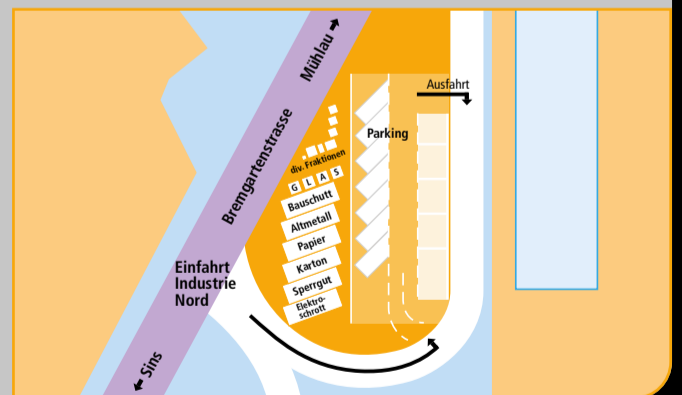 Mühlau
Ausfahrt
Bremgartenstrasse
Parking
div. Fraktionen
G L A S
Bauschutt
Altmetall
Papier
Karton
Sperrgut
Elektro-
schrott
Einfahrt
Industrie
Nord
Sins